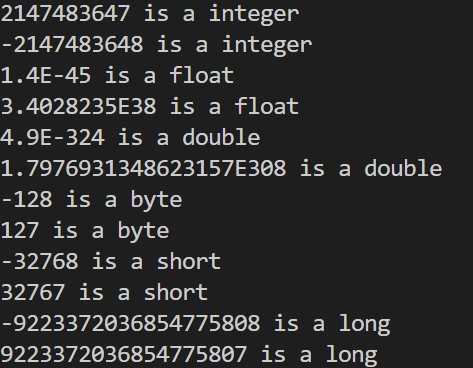 2147483647 is a integer
-2147483648 is a integer
1.4E-45 is a float
3.4028235E38 is a float
4.9E-324 is a double
1.7976931348623157E308 is a double
-128 is a byte
127 is a byte
-32768 is a short
32767 is a short
-9223372036854775808 is a long
9223372036854775807 is a long